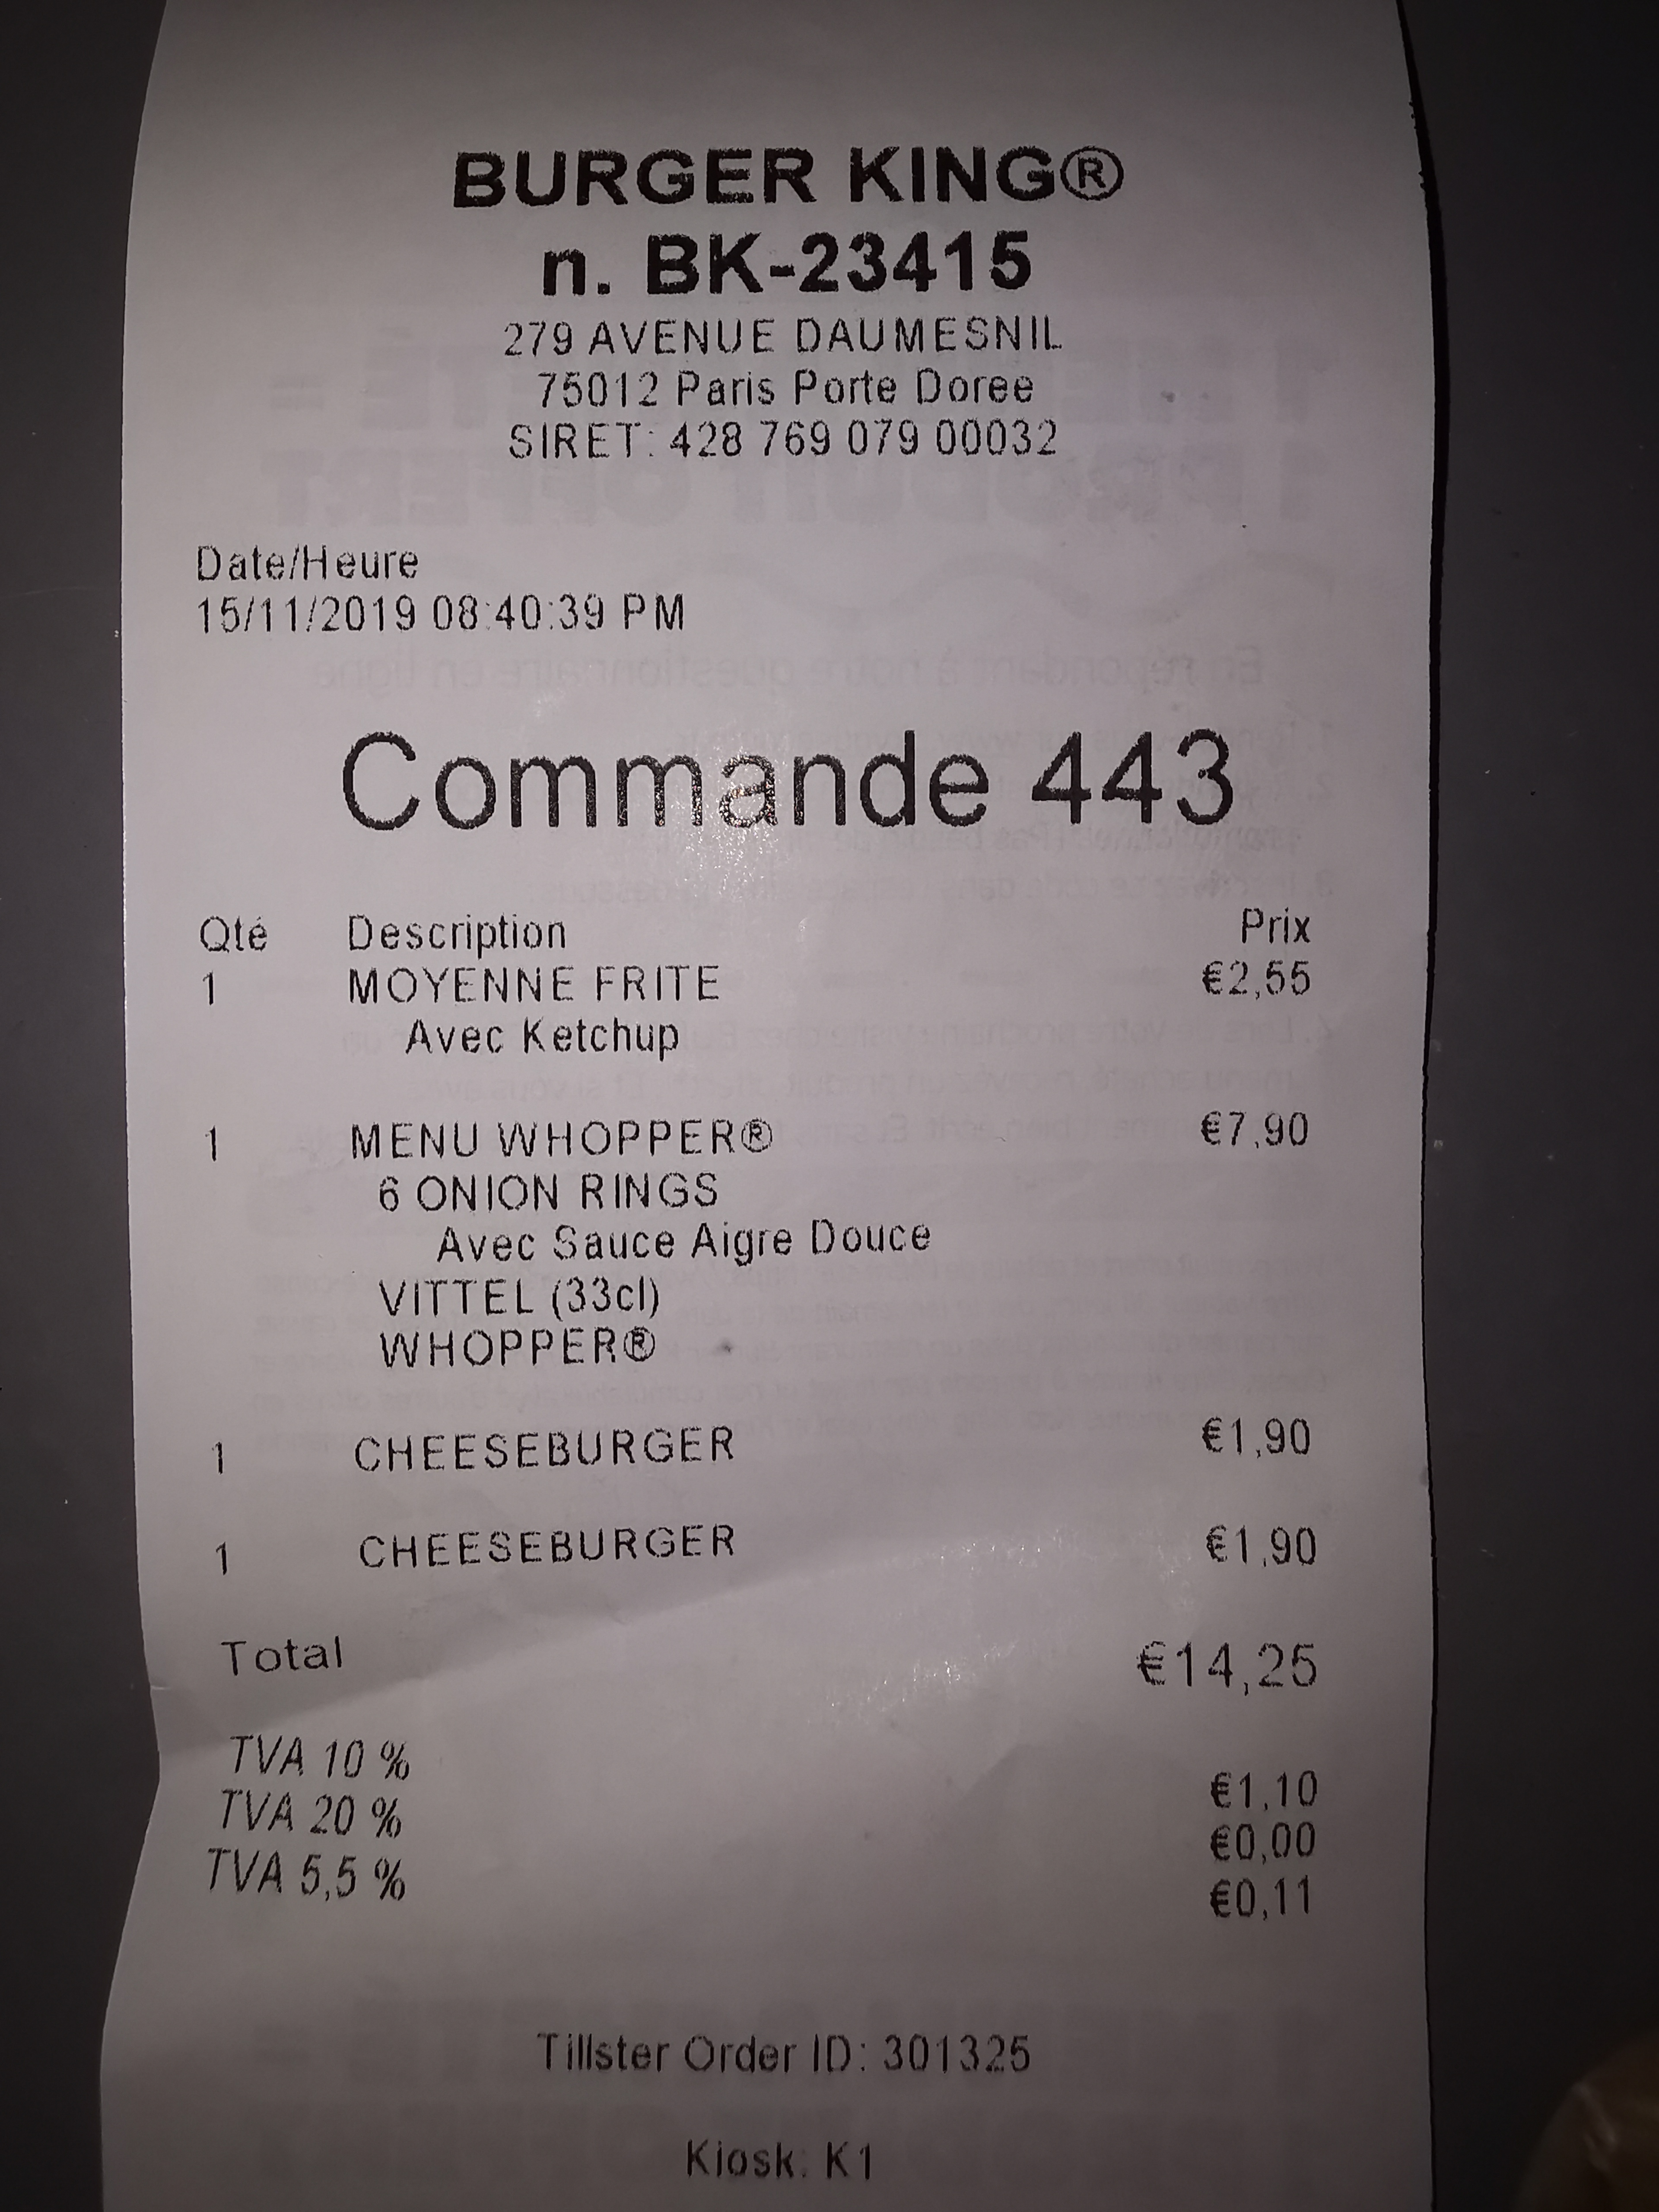 BURGER KING®
n. BK-23415
279 AVENUE DAUMESNIL
75012 Paris Porte Doree
SIRET: 428 769 079 00032
Date/Heure
15/11/2019 08:40:39 PM
Commande 443
Qté Description Prix
1 MOYENNE FRITE €2,55
Avec Ketchup
1 MENU WHOPPER® €7,90
6 ONION RINGS
Avec Sauce Aigre Douce
VITTEL (33cl)
WHOPPER®
1 CHEESEBURGER €1,90
1 CHEESEBURGER €1,90
Total €14,25
TVA 10 % €1,10
TVA 20 % €0,00
TVA 5,5 % €0,11
Tillster Order ID: 301325
Kiosk: K1